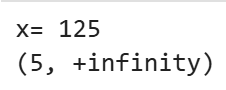 x= 125
(5, +infinity)